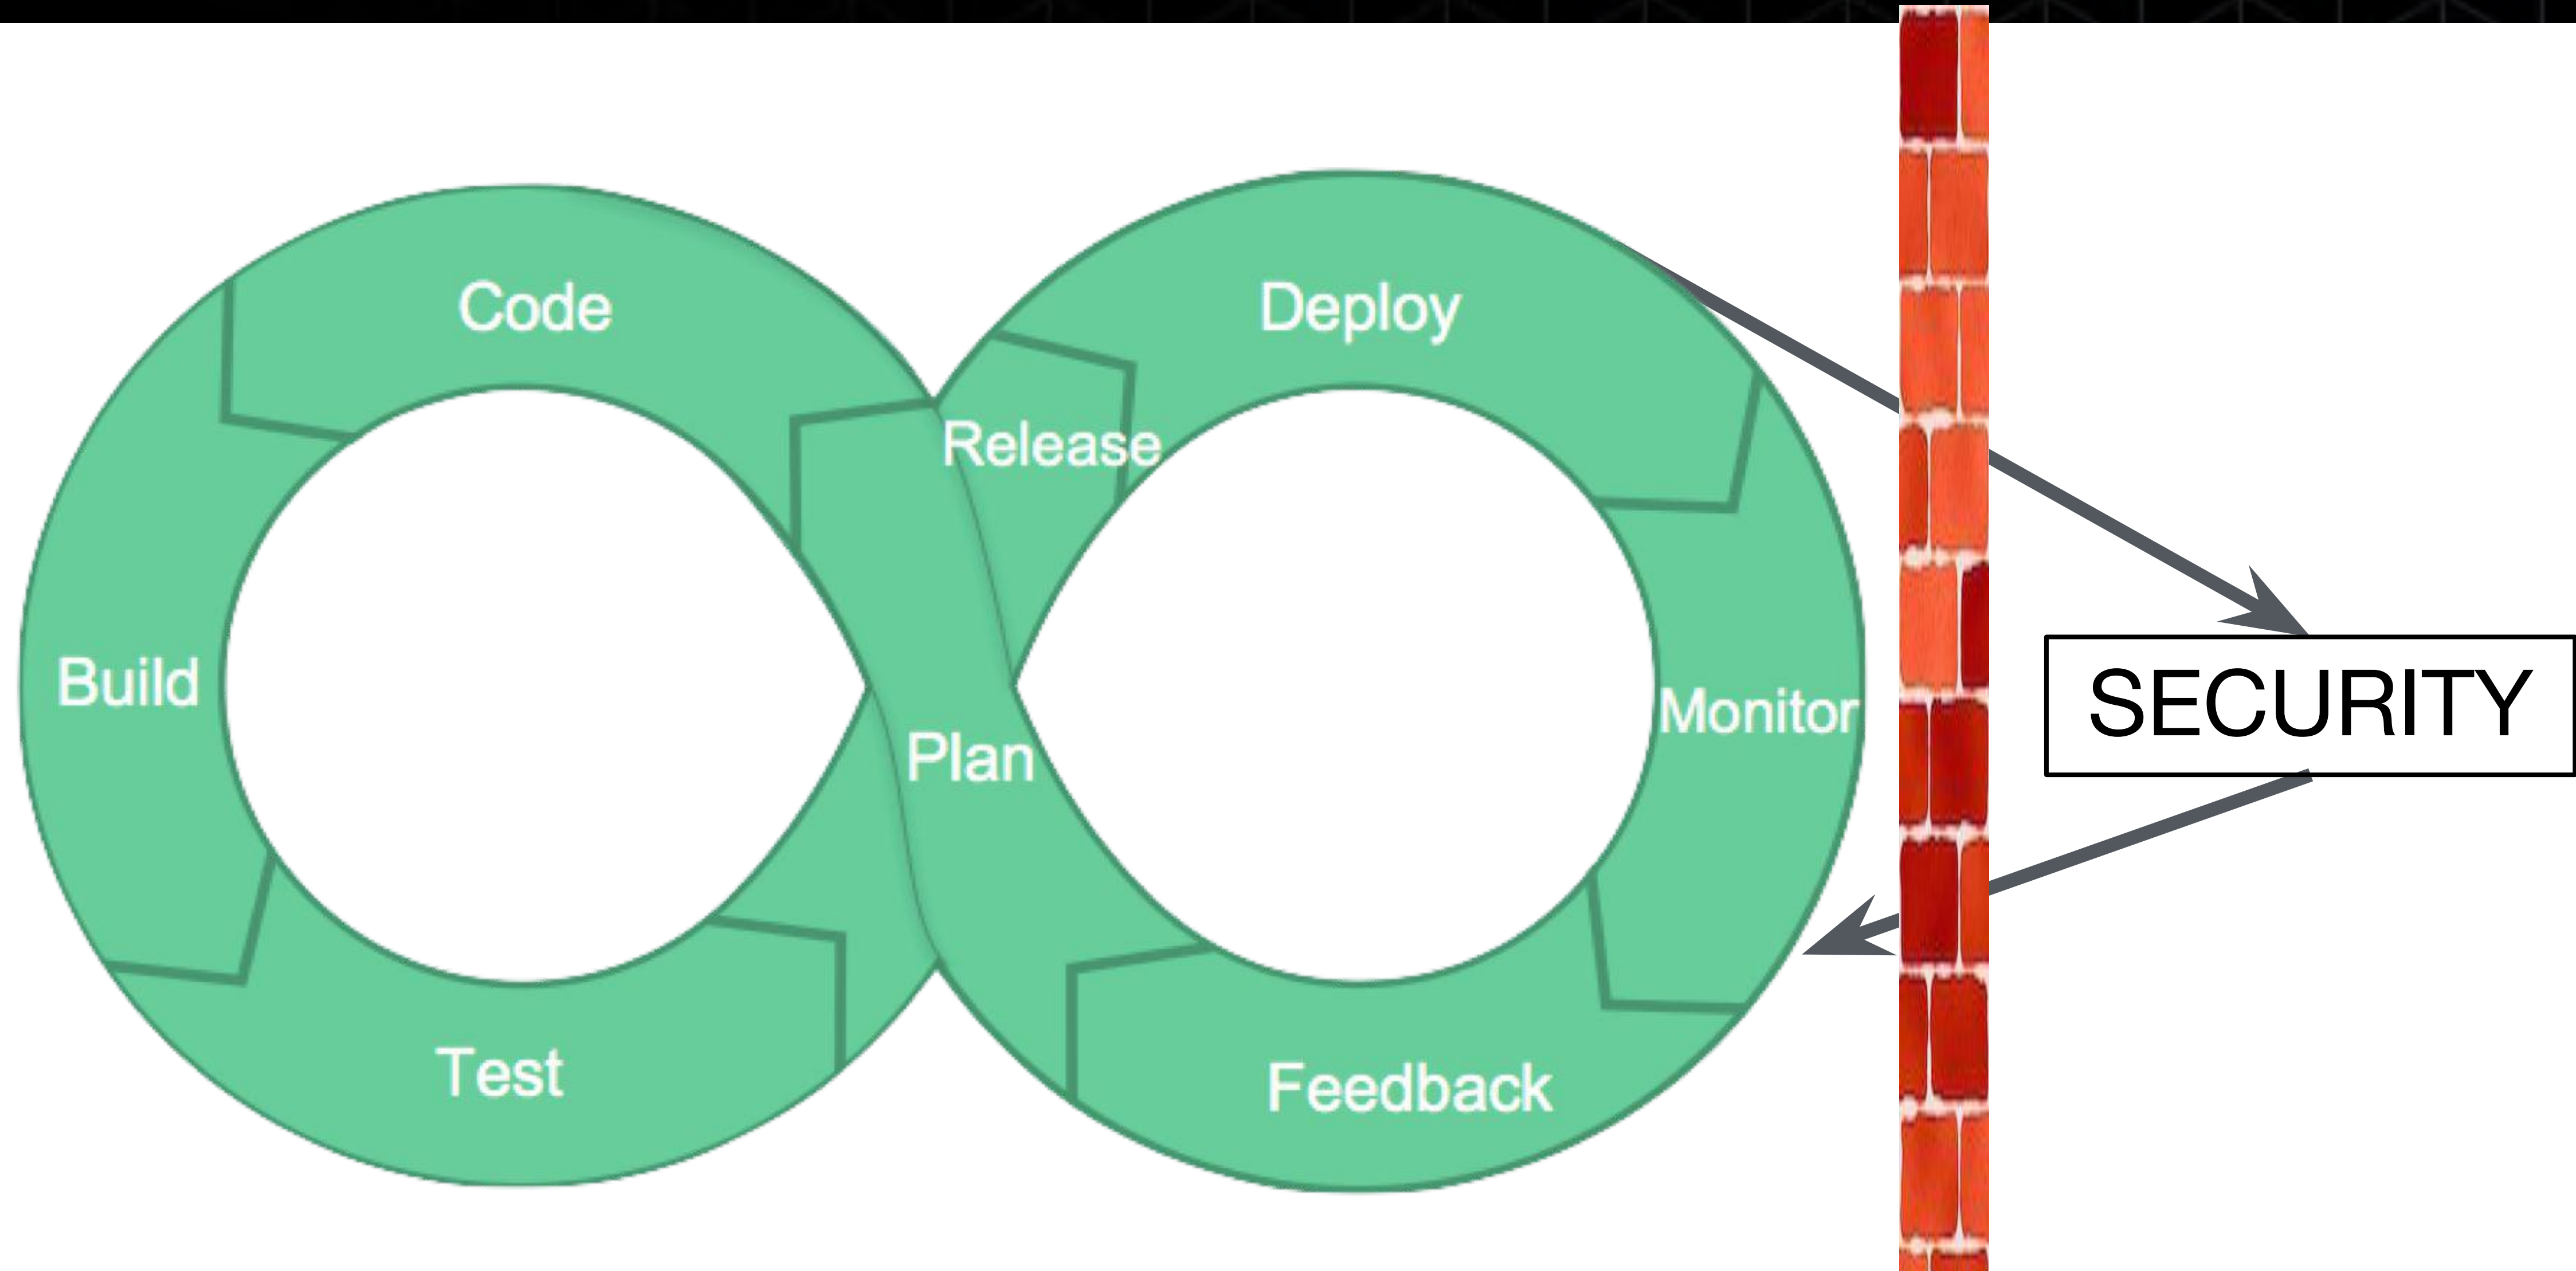 Code
Deploy
Release
Build
Monitor
SECURITY
Plan
Test
Feedback